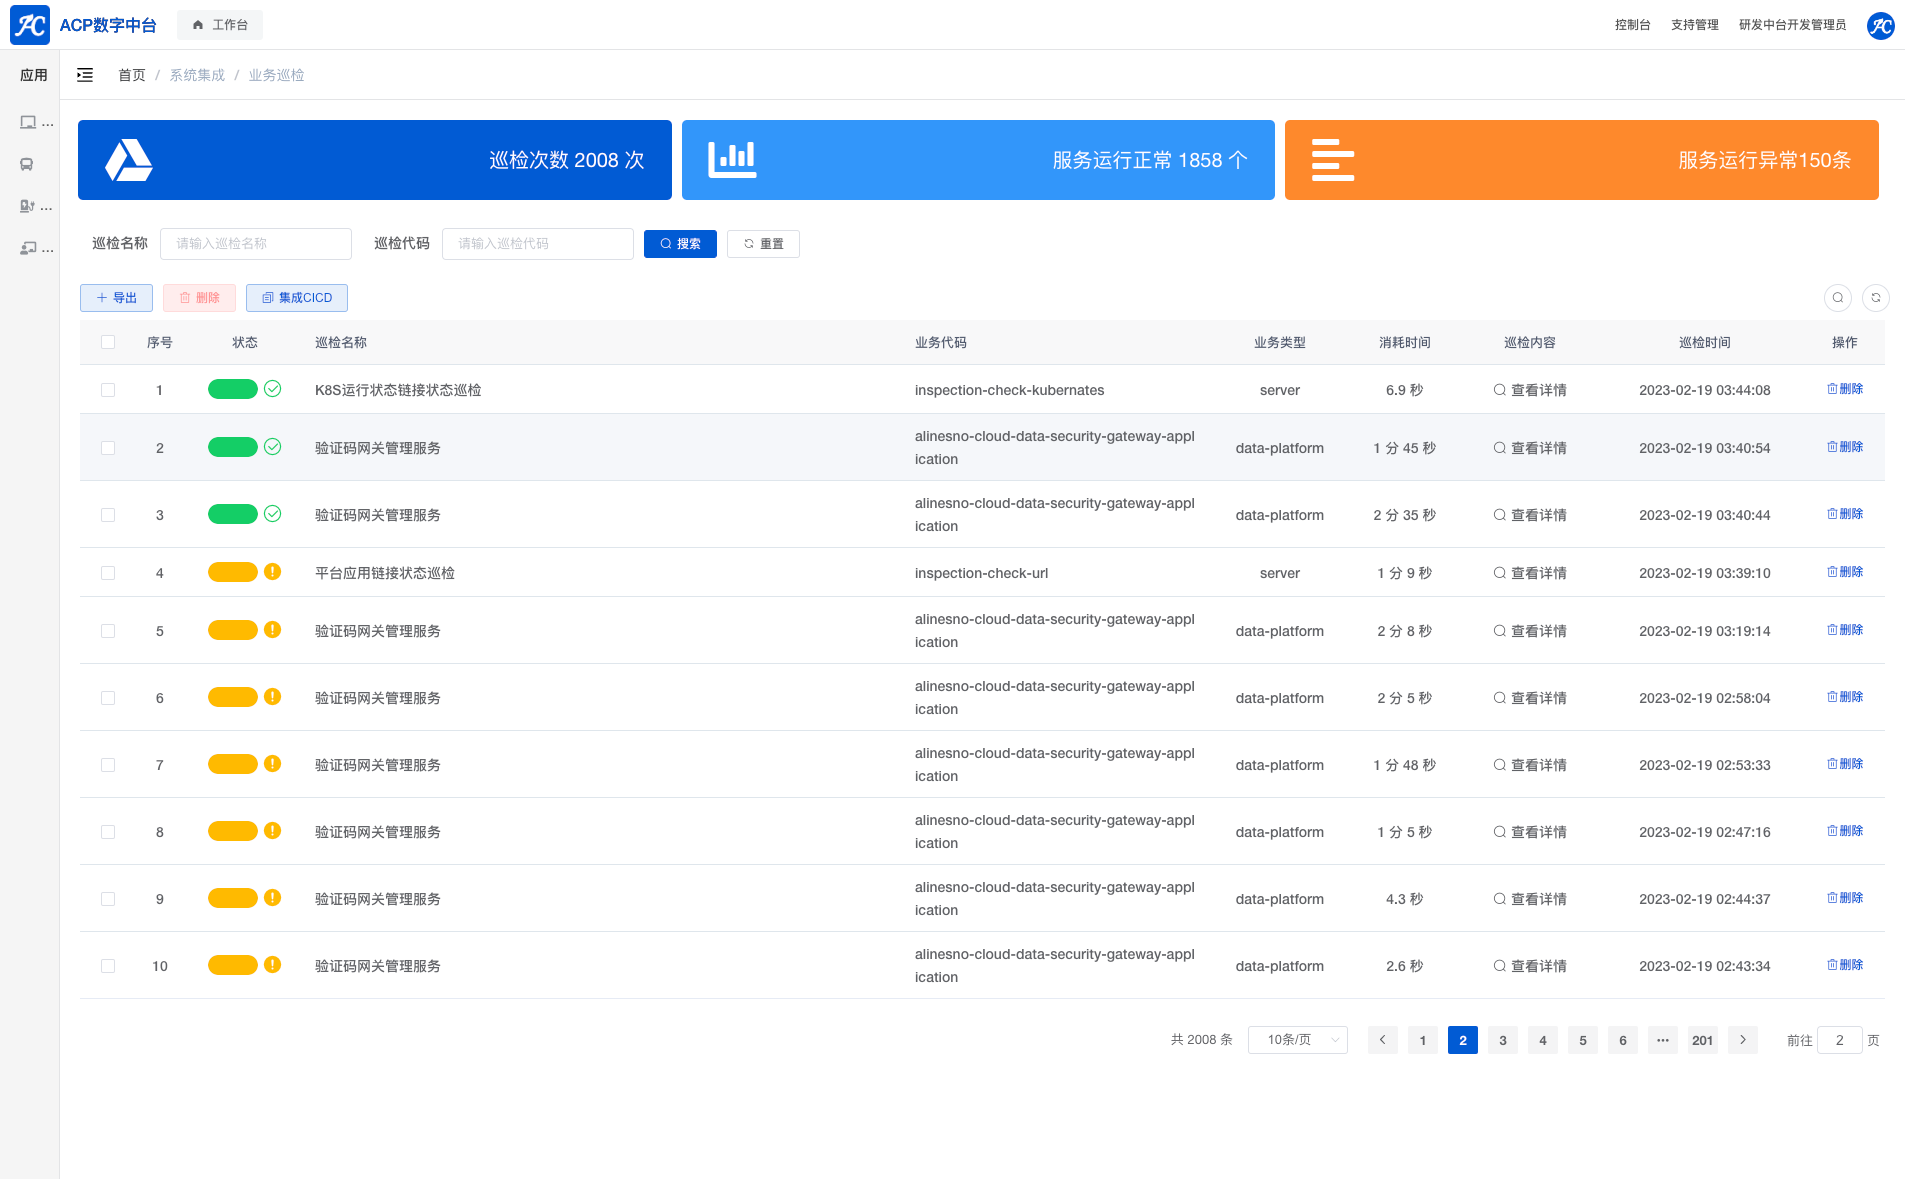 ACP数字中台
工作台
控制台 支持管理 研发中台开发管理员
应用
首页 / 系统集成 / 业务巡检
...
...
...
巡检次数 2008 次
服务运行正常 1858 个
服务运行异常150条
巡检名称 请输入巡检名称 巡检代码 请输入巡检代码 搜索 重置
导出 删除 集成CICD
序号 状态 巡检名称 业务代码 业务类型 消耗时间 巡检内容 巡检时间 操作
1 K8S运行状态链接状态巡检 inspection-check-kubernates server 6.9 秒 查看详情 2023-02-19 03:44:08 删除
2 验证码网关管理服务 alinesno-cloud-data-security-gateway-appl
ication data-platform 1 分 45 秒 查看详情 2023-02-19 03:40:54 删除
3 验证码网关管理服务 alinesno-cloud-data-security-gateway-appl
ication data-platform 2 分 35 秒 查看详情 2023-02-19 03:40:44 删除
4 平台应用链接状态巡检 inspection-check-url server 1 分 9 秒 查看详情 2023-02-19 03:39:10 删除
5 验证码网关管理服务 alinesno-cloud-data-security-gateway-appl
ication data-platform 2 分 8 秒 查看详情 2023-02-19 03:19:14 删除
6 验证码网关管理服务 alinesno-cloud-data-security-gateway-appl
ication data-platform 2 分 5 秒 查看详情 2023-02-19 02:58:04 删除
7 验证码网关管理服务 alinesno-cloud-data-security-gateway-appl
ication data-platform 1 分 48 秒 查看详情 2023-02-19 02:53:33 删除
8 验证码网关管理服务 alinesno-cloud-data-security-gateway-appl
ication data-platform 1 分 5 秒 查看详情 2023-02-19 02:47:16 删除
9 验证码网关管理服务 alinesno-cloud-data-security-gateway-appl
ication data-platform 4.3 秒 查看详情 2023-02-19 02:44:37 删除
10 验证码网关管理服务 alinesno-cloud-data-security-gateway-appl
ication data-platform 2.6 秒 查看详情 2023-02-19 02:43:34 删除
共 2008 条 10条/页 1 2 3 4 5 6 ... 201 前往 2 页